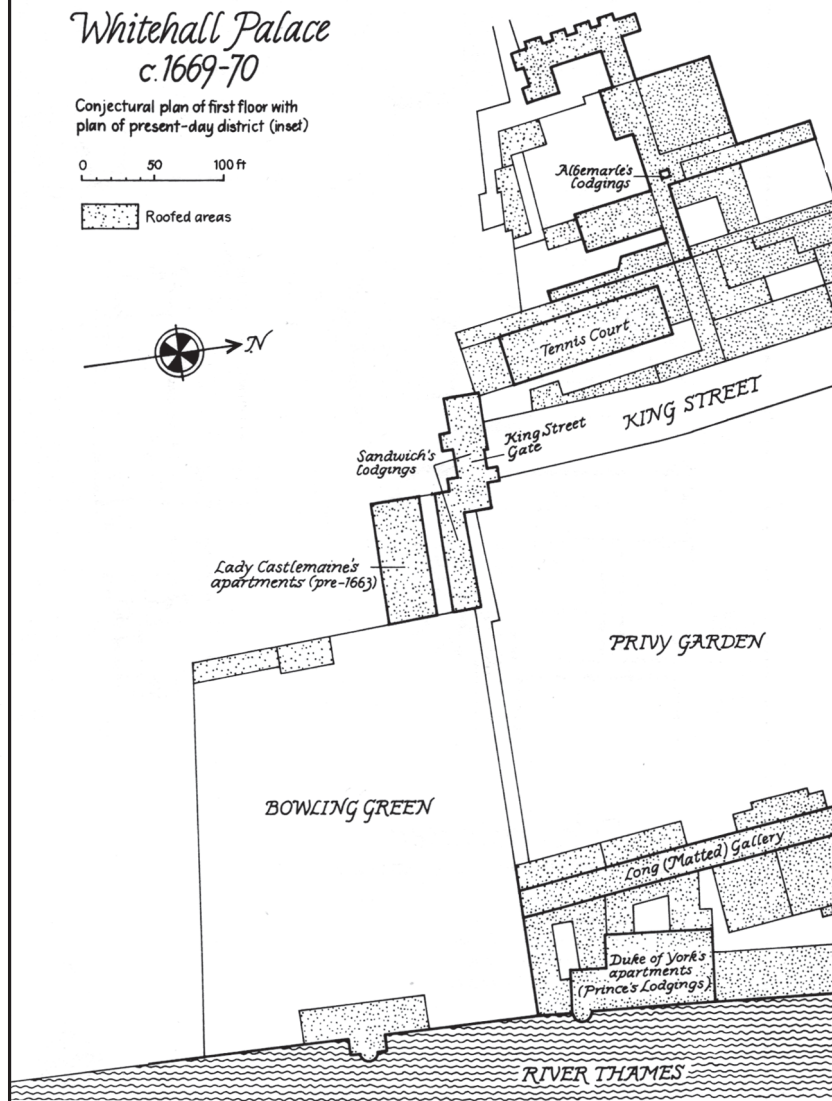 Whitehall Palace
c.1669-70
Conjectural plan of first floor with
plan of present-day district (inset)
0 50 100 ft
Roofed areas
Albemarle's
lodgings
N
Tennis Court
KING STREET
King Street
Gate
Sandwich's
lodgings
Lady Castlemaine's
apartments (pre-1663)
PRIVY GARDEN
BOWLING GREEN
Long (Matted) Gallery
Duke of York's
apartments
(Prince's Lodgings)
RIVER THAMES